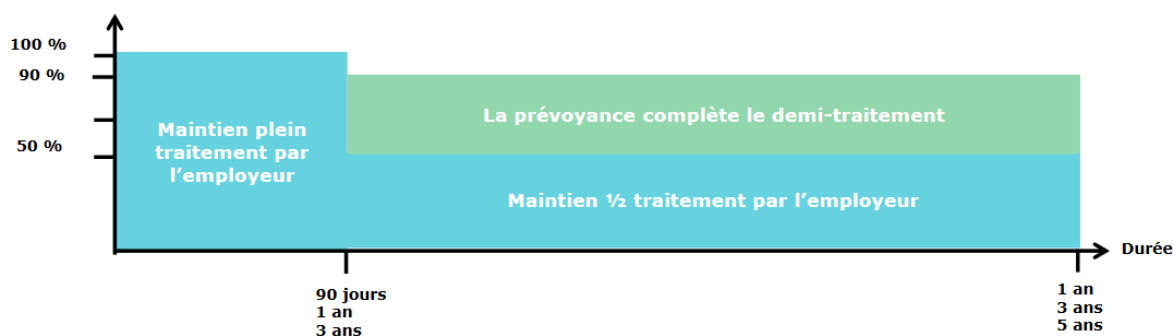 100 %
90 %
50 %
Maintien plein
traitement par
l’employeur
La prévoyance complète le demi-traitement
Maintien ½ traitement par l’employeur
Durée
90 jours
1 an
3 ans
1 an
3 ans
5 ans